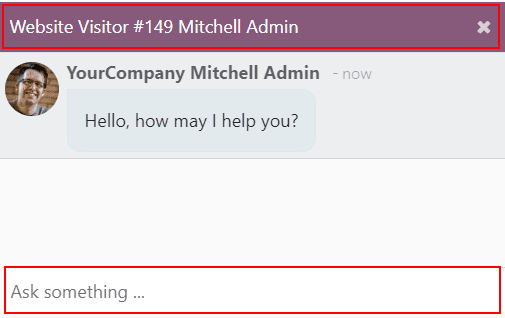 Website Visitor #149 Mitchell Admin ✖
YourCompany Mitchell Admin - now
Hello, how may I help you?
Ask something ...